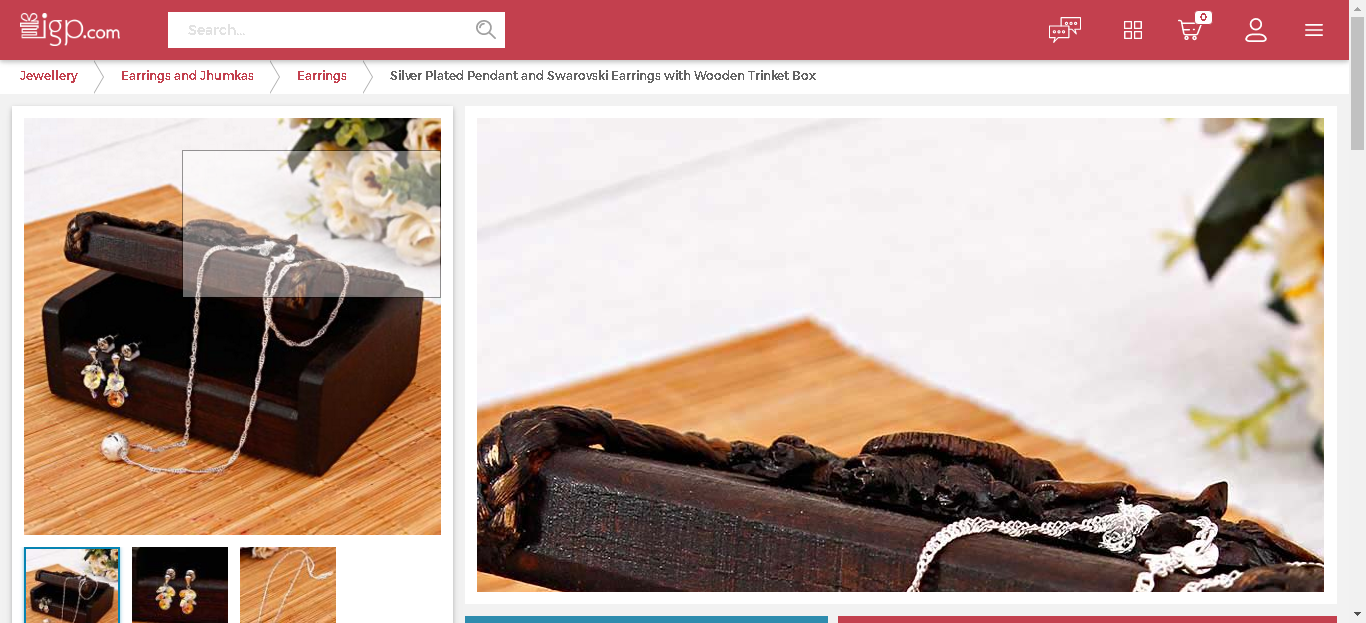 igp.com
Search...
0
Jewellery
Earrings and Jhumkas
Earrings
Silver Plated Pendant and Swarovski Earrings with Wooden Trinket Box